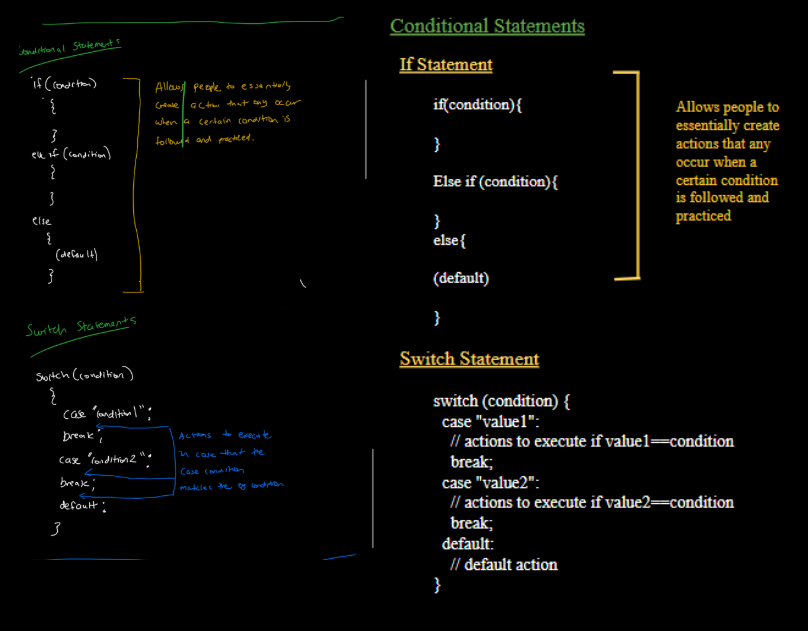 Conditional Statements
if (condition)
{
}
else if (condition)
{
}
else
{
(default)
}
Allows people to essentially
create action that any occur
when a certain condition is
followed and practiced.
Switch Statements
Switch (condition)
{
case "condition1":
break;
case "condition2":
break;
default:
}
Actions to execute
in case that the
case condition
matches the condition
Conditional Statements
If Statement
if(condition){
}
Else if (condition){
}
else{
(default)
}
Allows people to
essentially create
actions that any
occur when a
certain condition
is followed and
practiced
Switch Statement
switch (condition) {
case "value1":
// actions to execute if value1==condition
break;
case "value2":
// actions to execute if value2==condition
break;
default:
// default action
}